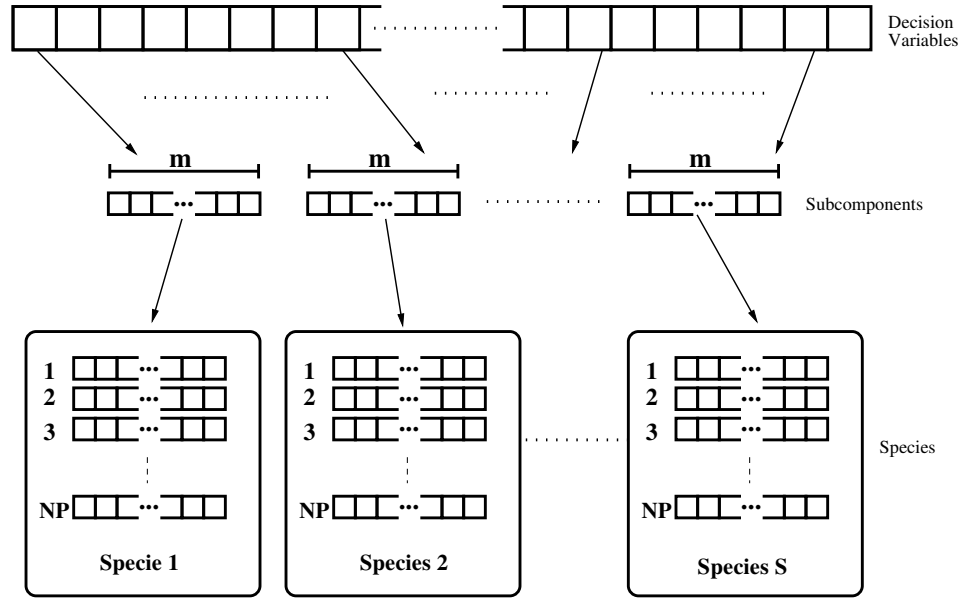 Decision
Variables
m
m
m
...
...
...
Subcomponents
1 ...
1 ...
1 ...
2 ...
2 ...
2 ...
3 ...
3 ...
3 ...
Species
NP ...
NP ...
NP ...
Specie 1
Species 2
Species S